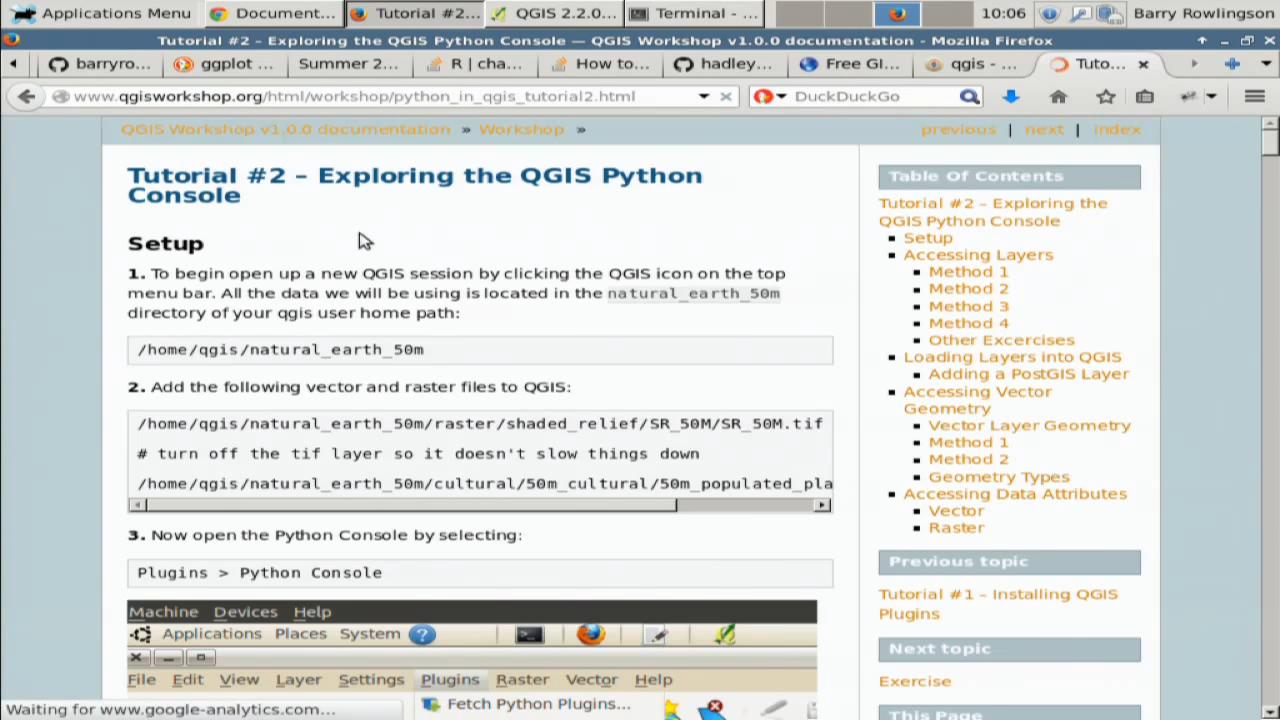 Applications Menu
Document...
Tutorial #2...
QGIS 2.2.0...
Terminal - ...
10:06
Barry Rowlingson
Tutorial #2 – Exploring the QGIS Python Console — QGIS Workshop v1.0.0 documentation - Mozilla Firefox
barryro...
ggplot ...
Summer 2...
R | cha...
How to...
hadley...
Free GI...
qgis - ...
Tuto...
www.qgisworkshop.org/html/workshop/python_in_qgis_tutorial2.html
DuckDuckGo
QGIS Workshop v1.0.0 documentation » Workshop »
previous | next | index
Tutorial #2 – Exploring the QGIS Python
Console
Setup
1. To begin open up a new QGIS session by clicking the QGIS icon on the top
menu bar. All the data we will be using is located in the natural_earth_50m
directory of your qgis user home path:
/home/qgis/natural_earth_50m
2. Add the following vector and raster files to QGIS:
/home/qgis/natural_earth_50m/raster/shaded_relief/SR_50M/SR_50M.tif
# turn off the tif layer so it doesn't slow things down
/home/qgis/natural_earth_50m/cultural/50m_cultural/50m_populated_pla
3. Now open the Python Console by selecting:
Plugins > Python Console
Machine Devices Help
Applications Places System
File Edit View Layer Settings Plugins Raster Vector Help
Fetch Python Plugins...
Table Of Contents
Tutorial #2 – Exploring the
QGIS Python Console
Setup
Accessing Layers
Method 1
Method 2
Method 3
Method 4
Other Excercises
Loading Layers into QGIS
Adding a PostGIS Layer
Accessing Vector
Geometry
Vector Layer Geometry
Method 1
Method 2
Geometry Types
Accessing Data Attributes
Vector
Raster
Previous topic
Tutorial #1 – Installing QGIS
Plugins
Next topic
Exercise
This Page
Waiting for www.google-analytics.com...